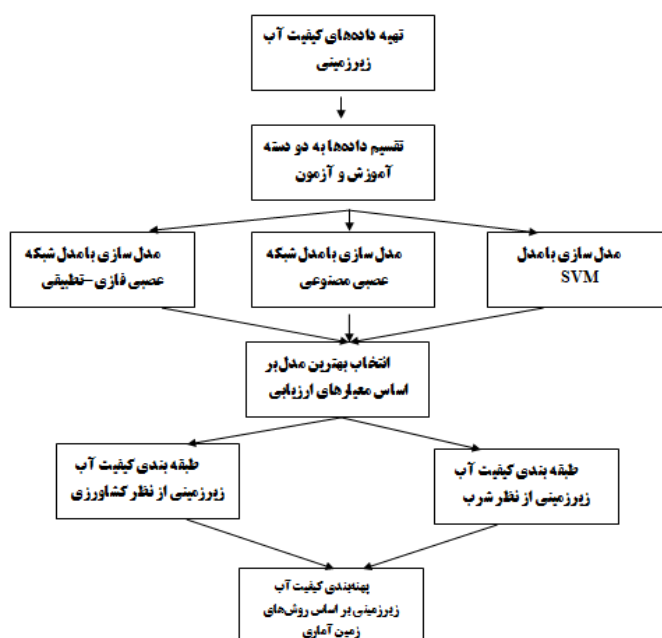 تهیه داده‌های کیفیت آب
زیرزمینی
تقسیم داده‌ها به دو دسته
آموزش و آزمون
مدل سازی با مدل
SVM
مدل سازی با مدل شبکه
عصبی مصنوعی
مدل سازی با مدل شبکه
عصبی فازی-تطبیقی
انتخاب بهترین مدل بر
اساس معیارهای ارزیابی
طبقه بندی کیفیت آب
زیرزمینی از نظر شرب
طبقه بندی کیفیت آب
زیرزمینی از نظر کشاورزی
پهنه‌بندی کیفیت آب
زیرزمینی بر اساس روش‌های
زمین آماری